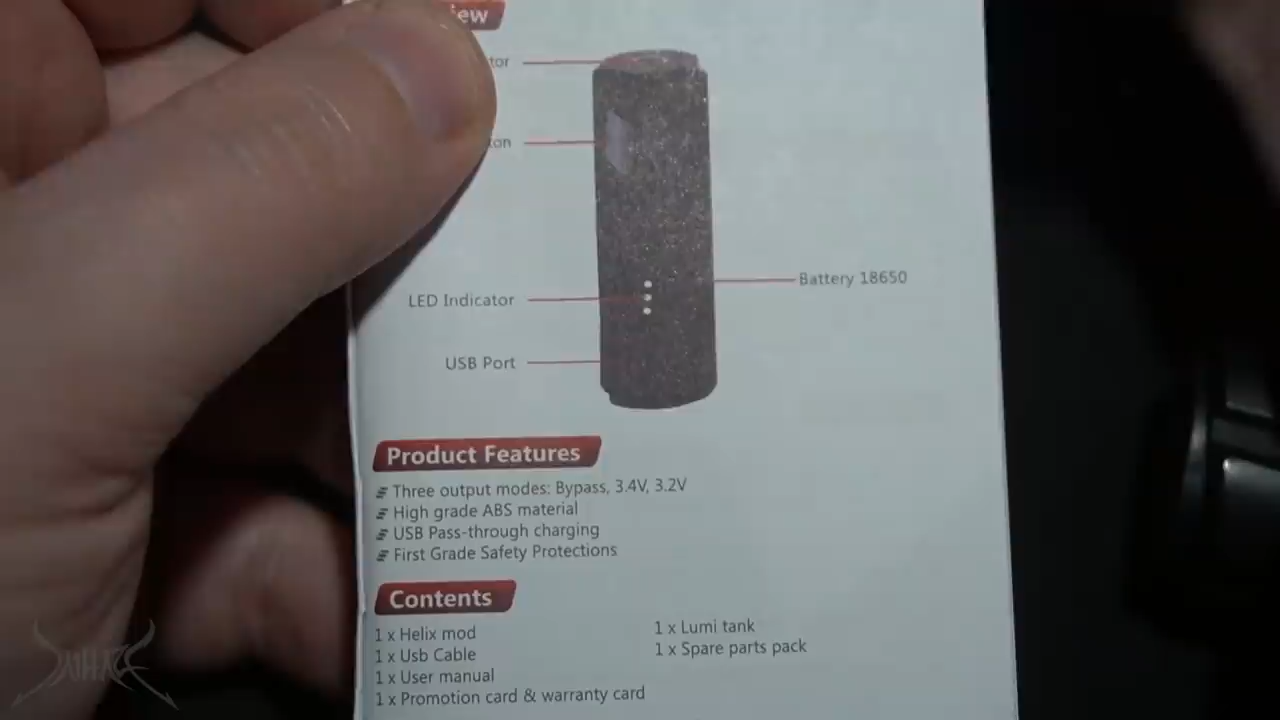 LED Indicator
Battery 18650
USB Port
Product Features
Three output modes: Bypass, 3.4V, 3.2V
High grade ABS material
USB Pass-through charging
First Grade Safety Protections
Contents
1 x Helix mod
1 x Usb Cable
1 x User manual
1 x Promotion card & warranty card
1 x Lumi tank
1 x Spare parts pack